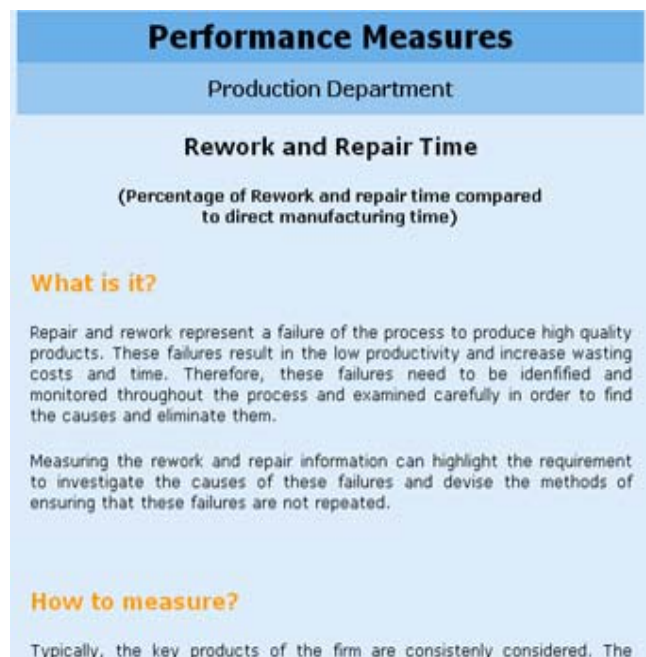 Performance Measures
Production Department
Rework and Repair Time
(Percentage of Rework and repair time compared
to direct manufacturing time)
What is it?
Repair and rework represent a failure of the process to produce high quality
products. These failures result in the low productivity and increase wasting
costs and time. Therefore, these failures need to be idenfified and
monitored throughout the process and examined carefully in order to find
the causes and eliminate them.
Measuring the rework and repair information can highlight the requirement
to investigate the causes of these failures and devise the methods of
ensuring that these failures are not repeated.
How to measure?
Typically, the key products of the firm are consistenly considered. The